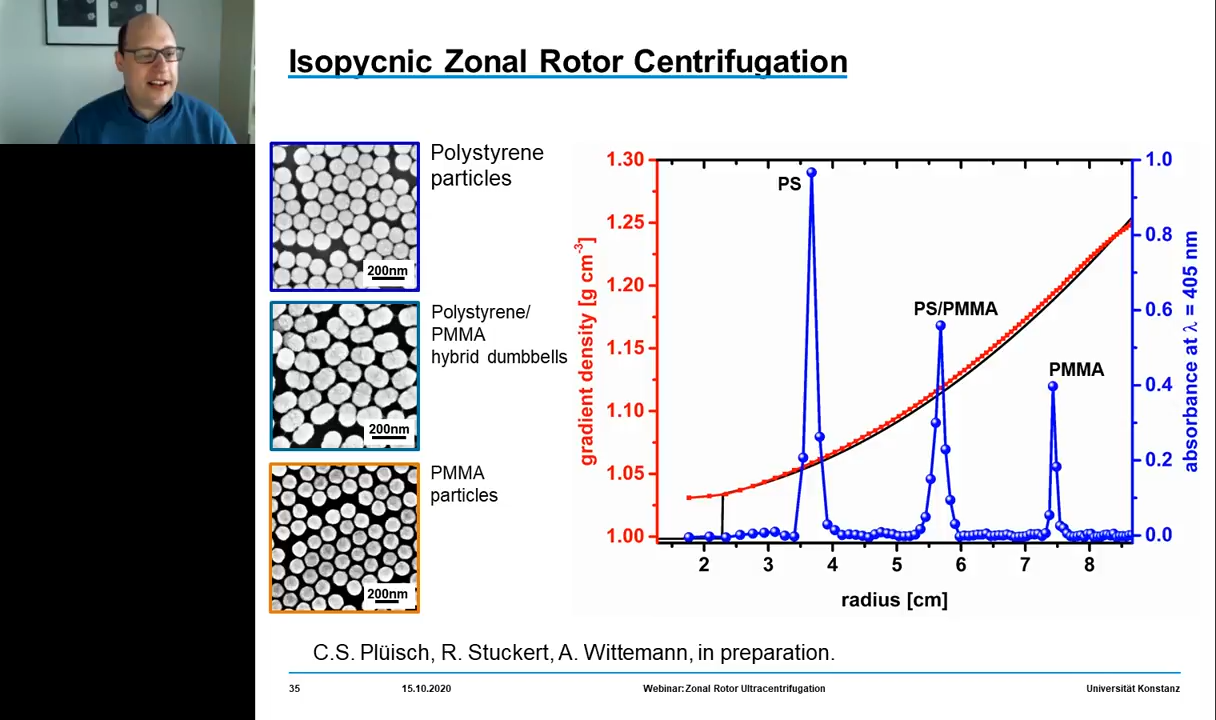 Isopycnic Zonal Rotor Centrifugation
Polystyrene
particles
200nm
Polystyrene/
PMMA
hybrid dumbbells
200nm
PMMA
particles
200nm
gradient density [g cm-3]
1.30
1.25
1.20
1.15
1.10
1.05
1.00
PS
PS/PMMA
PMMA
1.0
0.8
0.6
0.4
0.2
0.0
absorbance at λ = 405 nm
2 3 4 5 6 7 8
radius [cm]
C.S. Plüisch, R. Stuckert, A. Wittemann, in preparation.
35 15.10.2020 Webinar: Zonal Rotor Ultracentrifugation Universität Konstanz